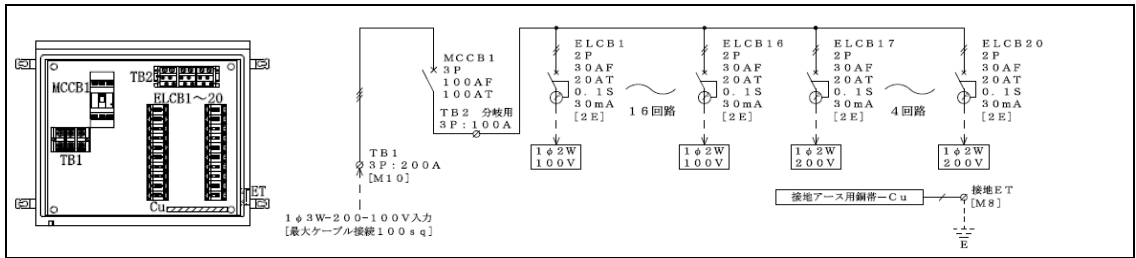 MCCB1
TB2
ELCB1～20
TB1
ET
Cu
MCCB1
3P
100AF
100AT
TB2 分岐用
3P:100A
TB1
3P:200A
[M10]
1φ3W-200-100V入力
[最大ケーブル接続100sq]
ELCB1
2P
30AF
20AT
0.1S
30mA
[2E]
1φ2W
100V
16回路
ELCB16
2P
30AF
20AT
0.1S
30mA
[2E]
1φ2W
100V
ELCB17
2P
30AF
20AT
0.1S
30mA
[2E]
1φ2W
200V
4回路
ELCB20
2P
30AF
20AT
0.1S
30mA
[2E]
1φ2W
200V
接地アース用銅帯-Cu
接地ET
[M8]
E